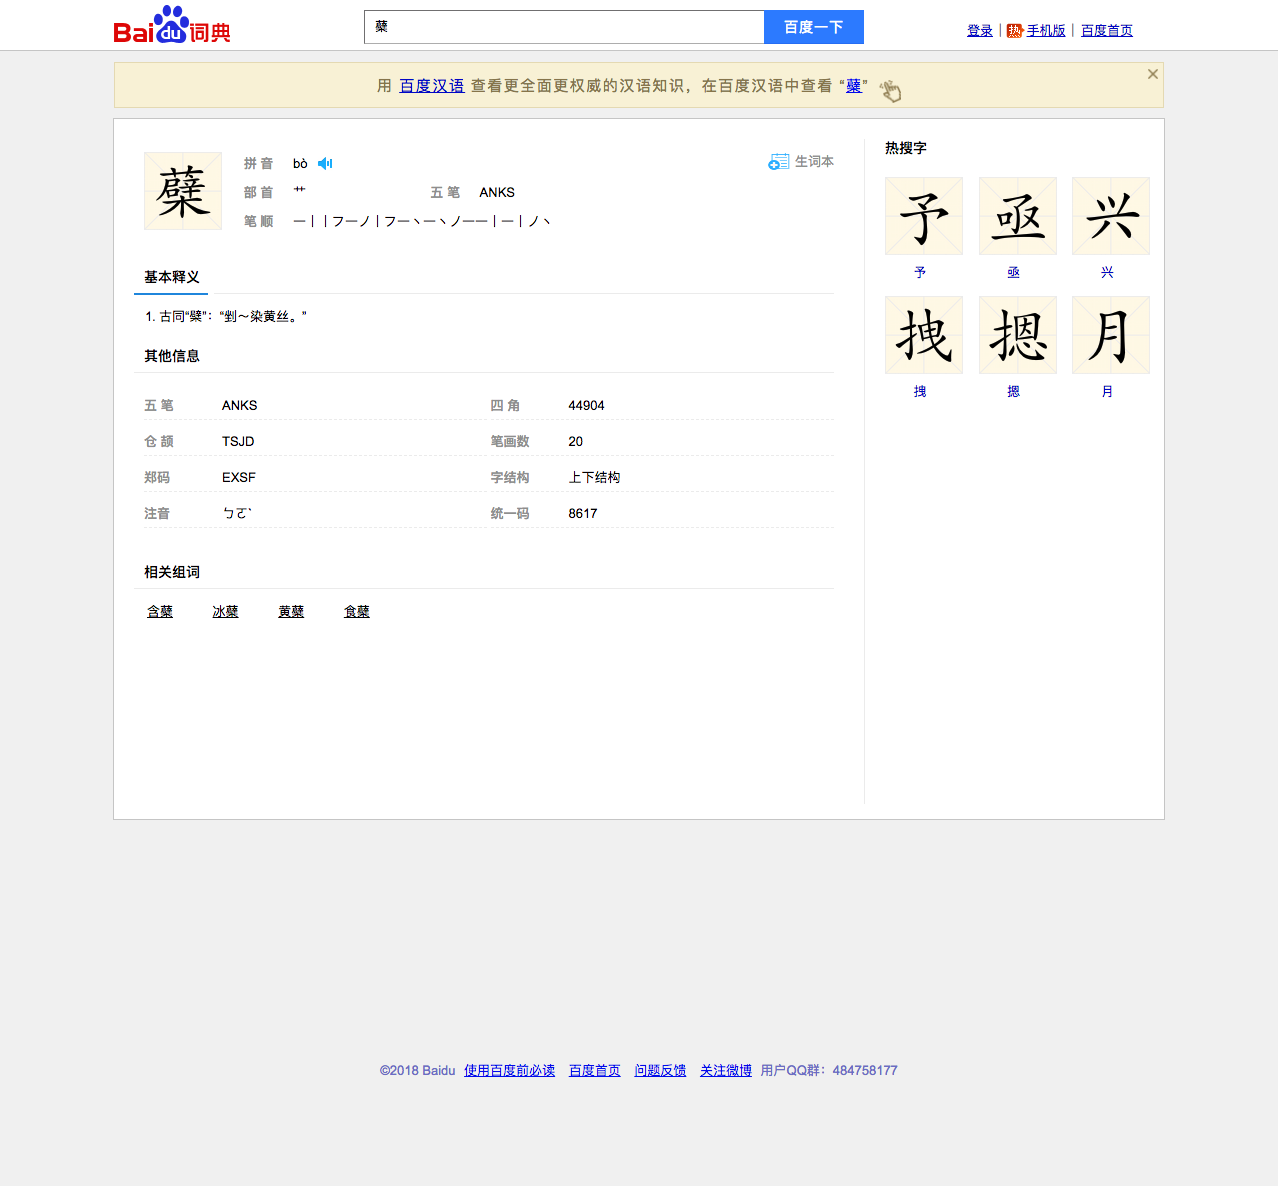 Bai du 词典
蘗
百度一下
登录 | 热 手机版 | 百度首页
用 百度汉语 查看更全面更权威的汉语知识，在百度汉语中查看 “蘗”
蘗
拼 音 bò
生词本
部 首 艹 五 笔 ANKS
笔 顺 一丨丨フ一ノ丨フ一丶一丶ノ一一丨一丨ノ丶
基本释义
1. 古同“檗”：“剉～染黄丝。”
其他信息
五 笔 ANKS 四 角 44904
仓 颉 TSJD 笔画数 20
郑码 EXSF 字结构 上下结构
注音 ㄅㄛˋ 统一码 8617
相关组词
含蘗 冰蘗 黄蘗 食蘗
热搜字
予 亟 兴
予 亟 兴
拽 摁 月
拽 摁 月
©2018 Baidu 使用百度前必读 百度首页 问题反馈 关注微博 用户QQ群：484758177